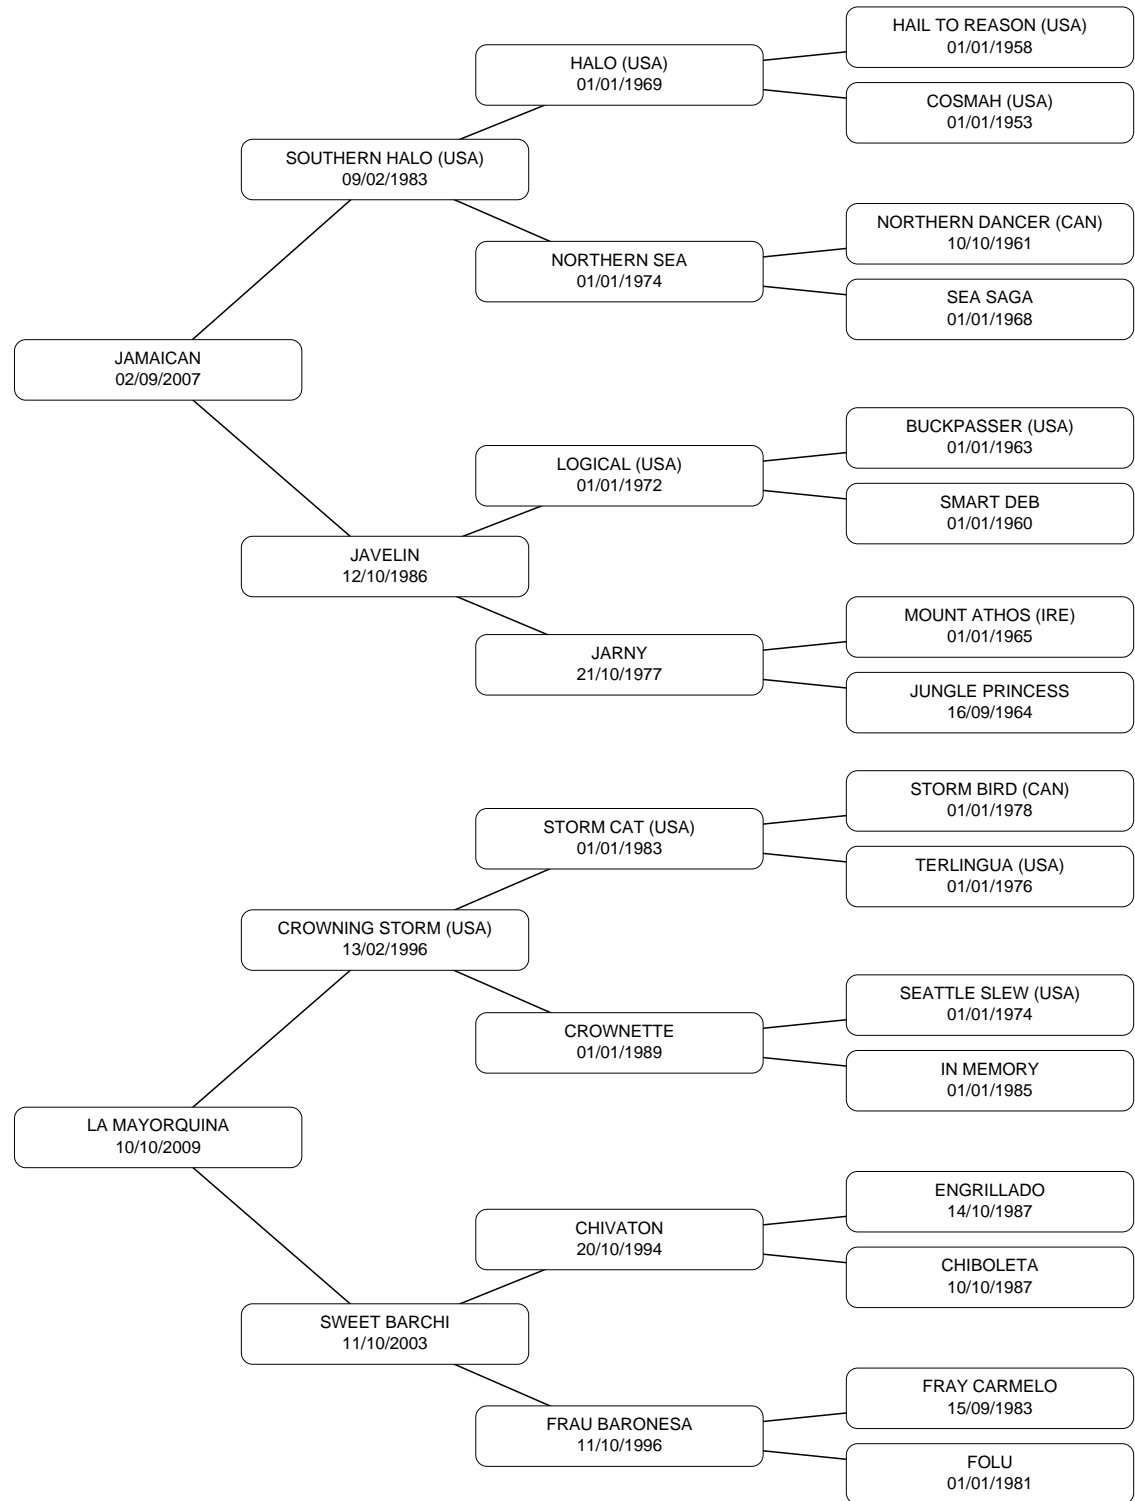 HAIL TO REASON (USA)
01/01/1958
HALO (USA)
01/01/1969
COSMAH (USA)
01/01/1953
SOUTHERN HALO (USA)
09/02/1983
NORTHERN DANCER (CAN)
10/10/1961
NORTHERN SEA
01/01/1974
SEA SAGA
01/01/1968
JAMAICAN
02/09/2007
BUCKPASSER (USA)
01/01/1963
LOGICAL (USA)
01/01/1972
SMART DEB
01/01/1960
JAVELIN
12/10/1986
MOUNT ATHOS (IRE)
01/01/1965
JARNY
21/10/1977
JUNGLE PRINCESS
16/09/1964
STORM BIRD (CAN)
01/01/1978
STORM CAT (USA)
01/01/1983
TERLINGUA (USA)
01/01/1976
CROWNING STORM (USA)
13/02/1996
SEATTLE SLEW (USA)
01/01/1974
CROWNETTE
01/01/1989
IN MEMORY
01/01/1985
LA MAYORQUINA
10/10/2009
ENGRILLADO
14/10/1987
CHIVATON
20/10/1994
CHIBOLETA
10/10/1987
SWEET BARCHI
11/10/2003
FRAY CARMELO
15/09/1983
FRAU BARONESA
11/10/1996
FOLU
01/01/1981